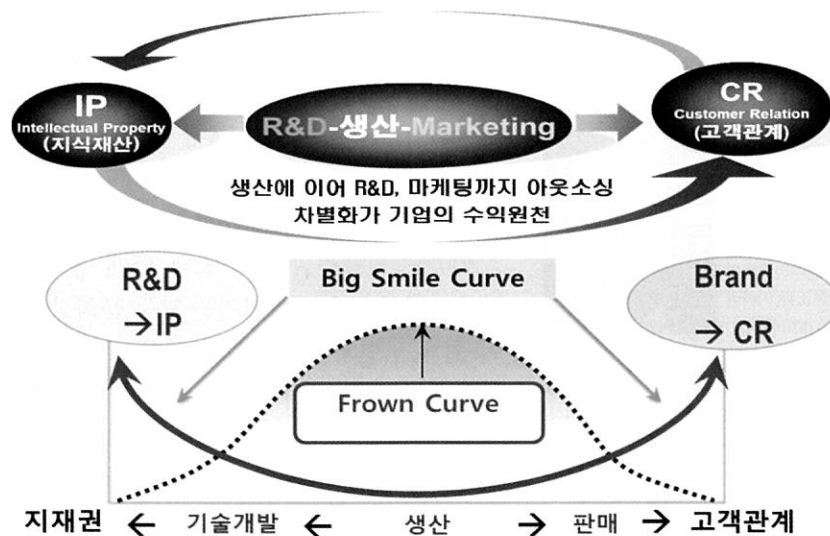 IP
Intellectual Property
(지식재산)
R&D-생산-Marketing
CR
Customer Relation
(고객관계)
생산에 이어 R&D, 마케팅까지 아웃소싱
차별화가 기업의 수익원천
R&D
→IP
Big Smile Curve
Brand
→ CR
Frown Curve
지재권 ← 기술개발 ← 생산 → 판매 → 고객관계